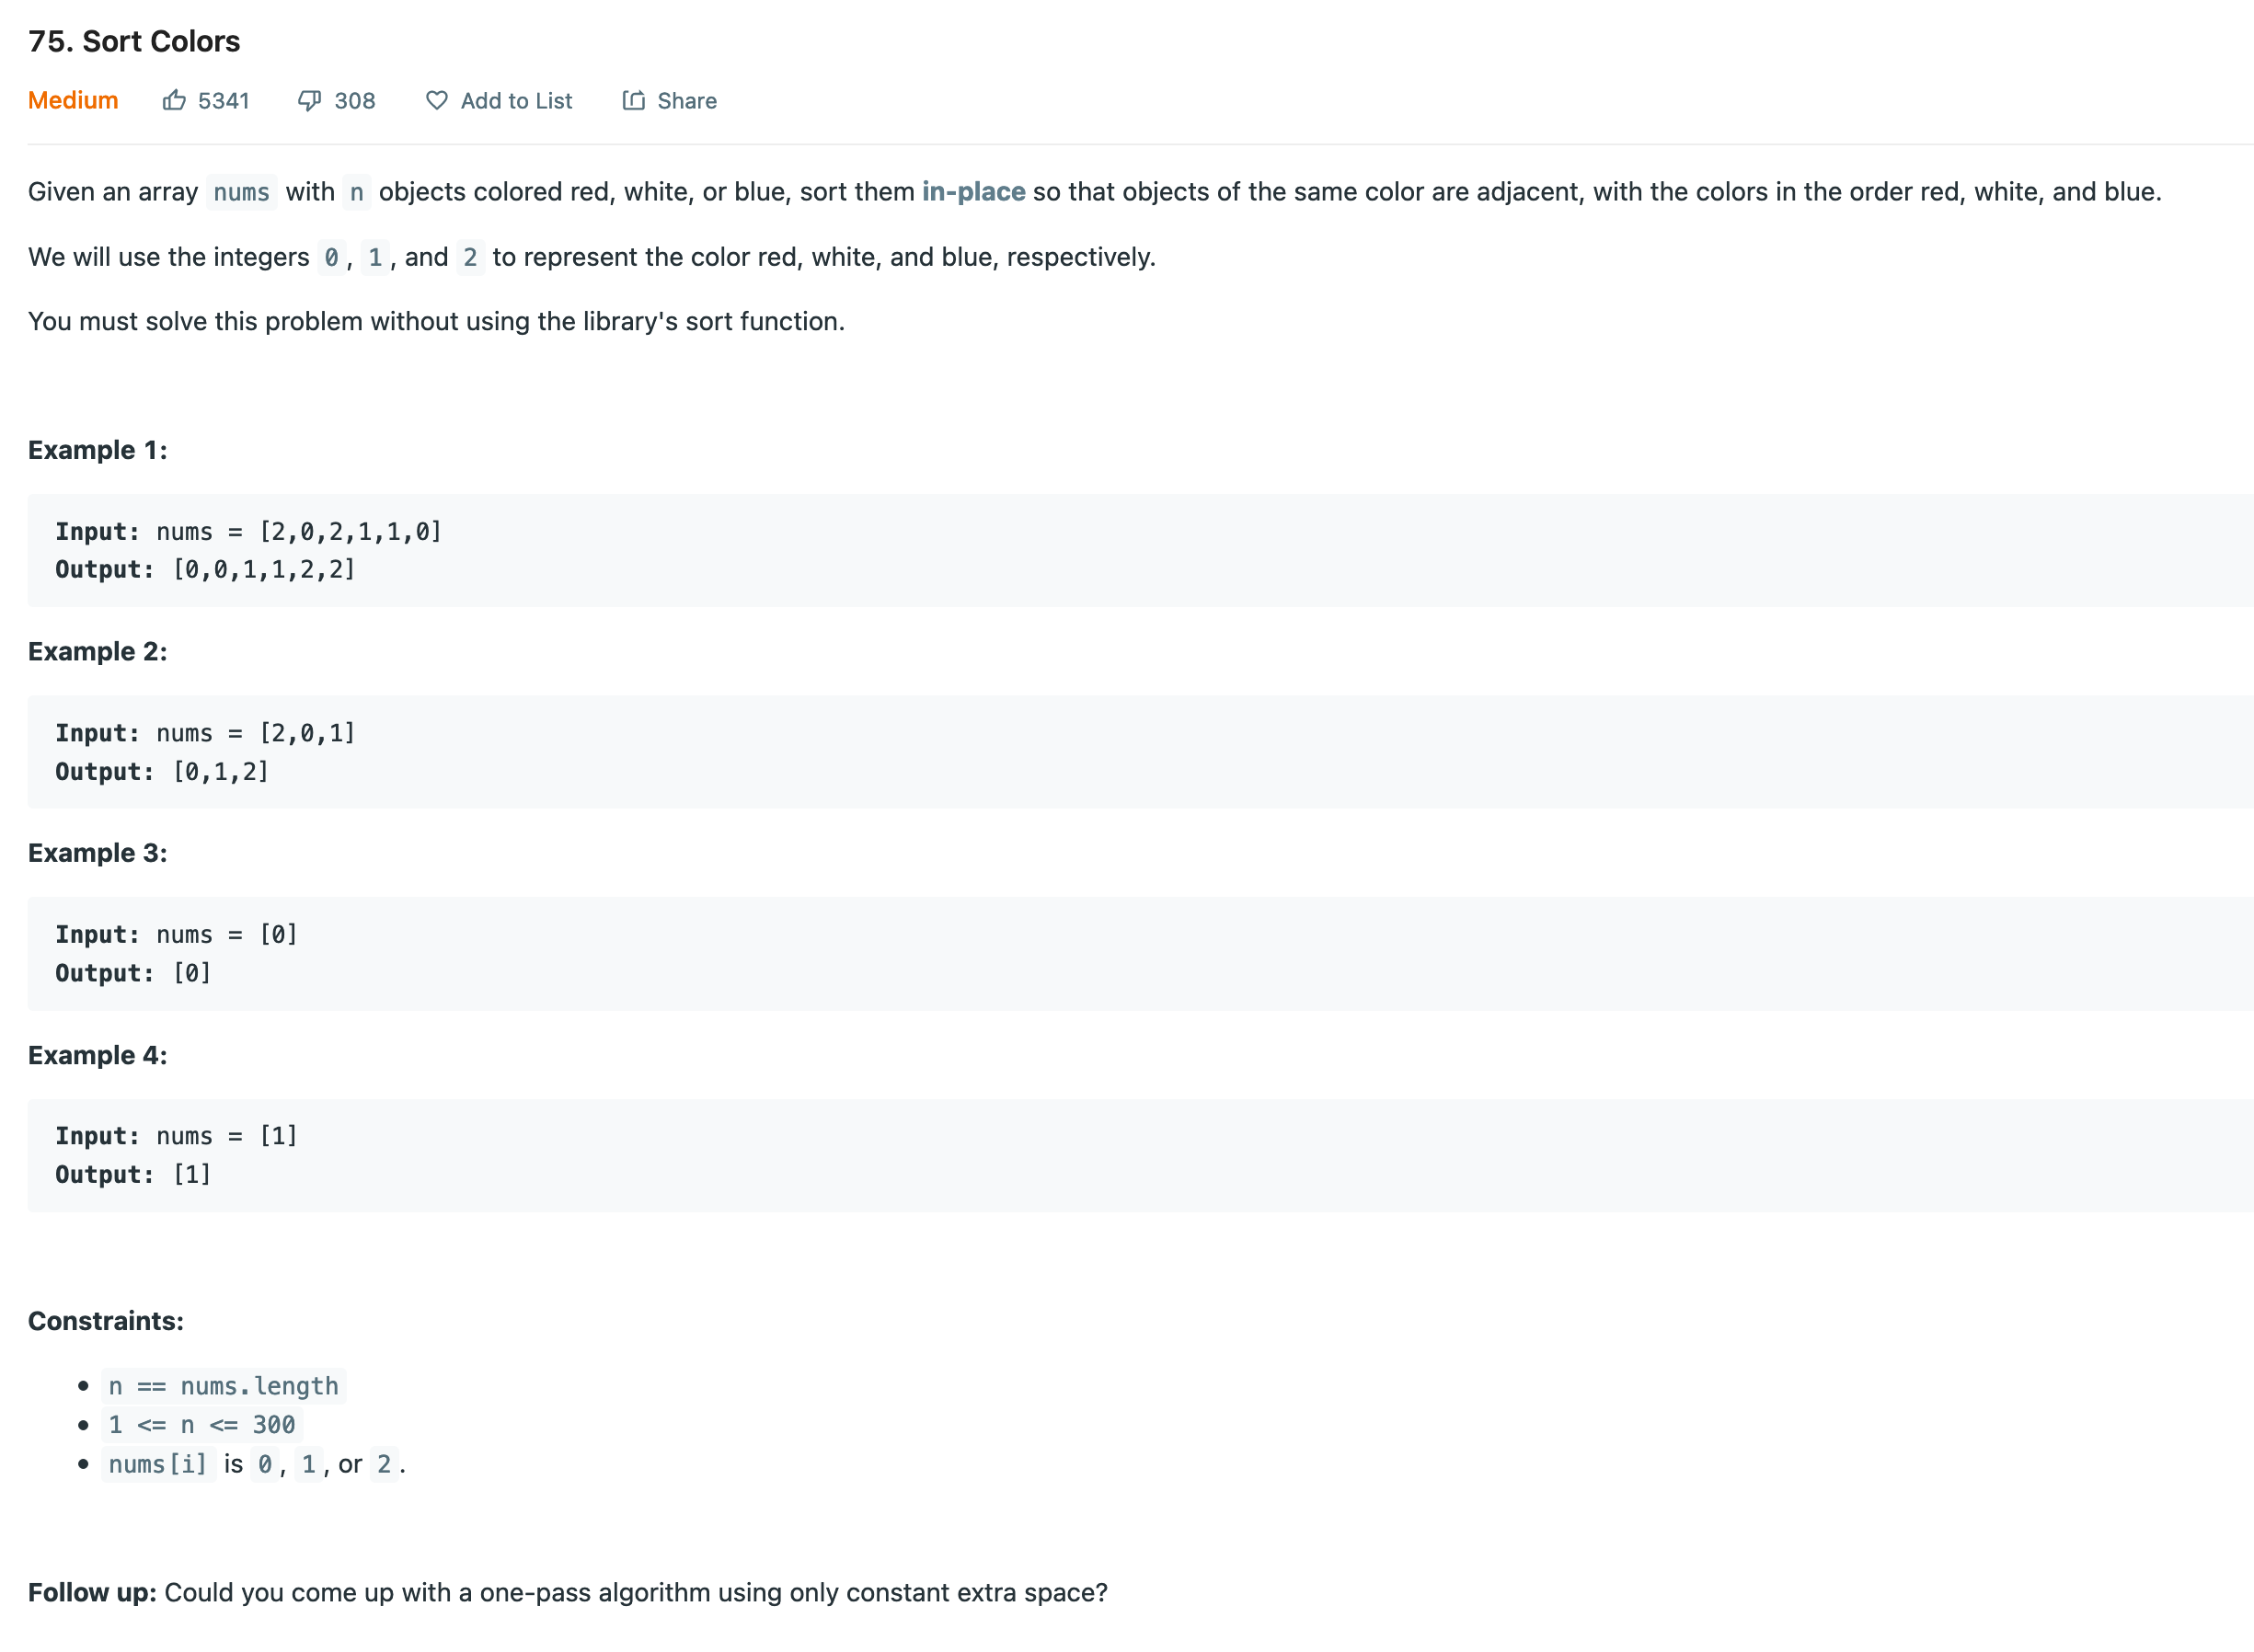 75. Sort Colors
Medium 5341 308 Add to List Share
Given an array nums with n objects colored red, white, or blue, sort them in-place so that objects of the same color are adjacent, with the colors in the order red, white, and blue.
We will use the integers 0, 1, and 2 to represent the color red, white, and blue, respectively.
You must solve this problem without using the library's sort function.
Example 1:
Input: nums = [2,0,2,1,1,0]
Output: [0,0,1,1,2,2]
Example 2:
Input: nums = [2,0,1]
Output: [0,1,2]
Example 3:
Input: nums = [0]
Output: [0]
Example 4:
Input: nums = [1]
Output: [1]
Constraints:
• n == nums.length
• 1 <= n <= 300
• nums[i] is 0, 1, or 2.
Follow up: Could you come up with a one-pass algorithm using only constant extra space?